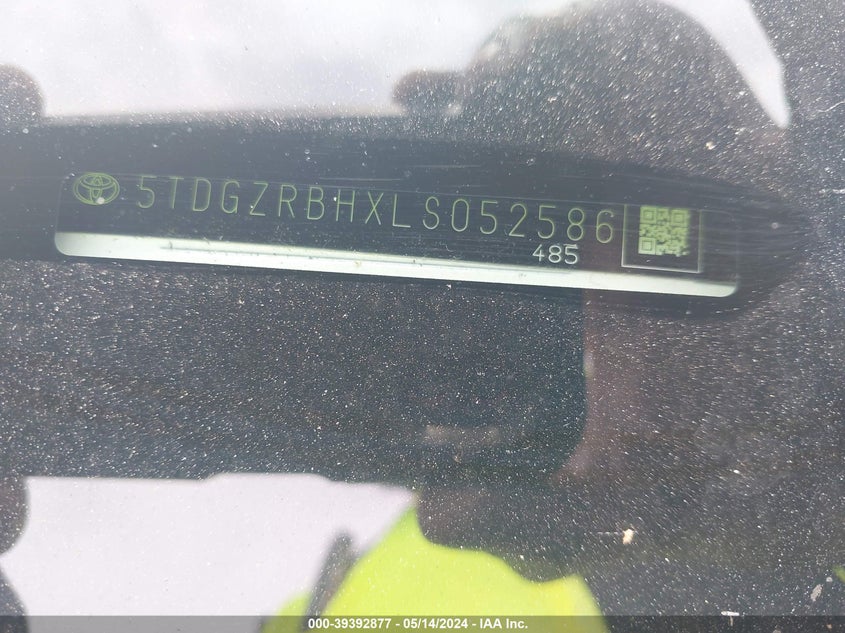 5TDGZRBHXLS052586
485
000-39392877 - 05/14/2024 - IAA Inc.